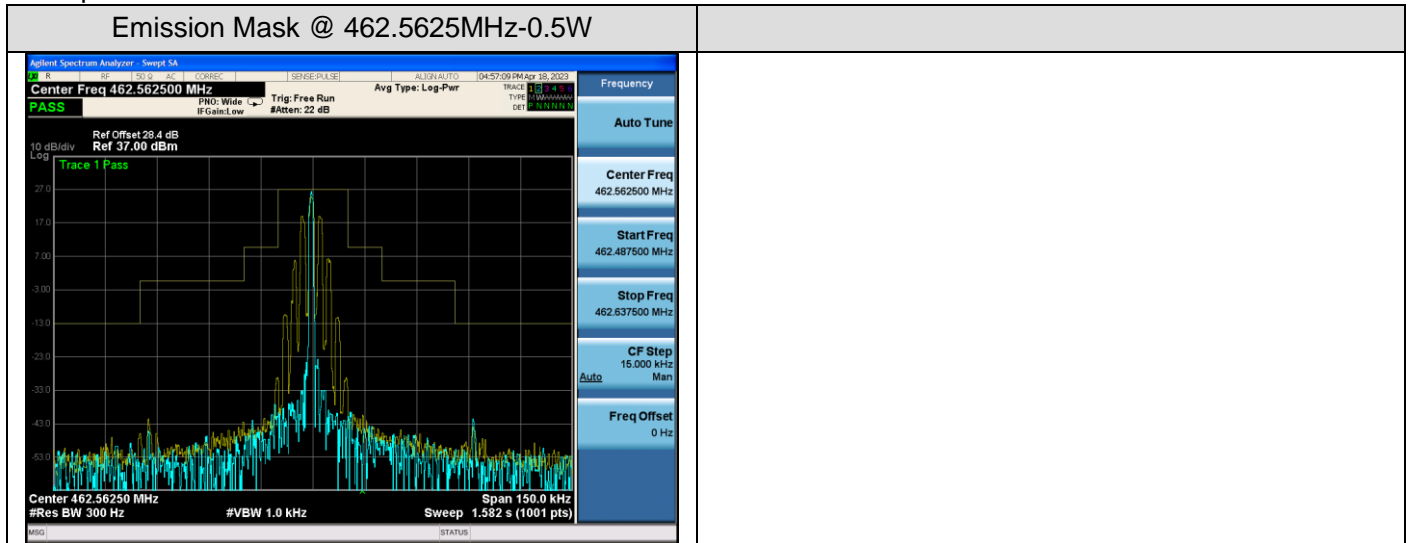 Emission Mask @ 462.5625MHz-0.5W
Agilent Spectrum Analyzer - Swept SA
R RF 50 Ω AC CORREC SENSE:PULSE ALIGN AUTO 04:57:09 PM Apr 18, 2023
Center Freq 462.562500 MHz
PNO: Wide
IFGain:Low
Trig: Free Run
#Atten: 22 dB
Avg Type: Log-Pwr
TRACE 1 2 3 4 5 6
TYPE
DET P N N N N N
PASS
Ref Offset 28.4 dB
10 dB/div Ref 37.00 dBm
Log
Trace 1 Pass
27.0
17.0
7.00
-3.00
-13.0
-23.0
-33.0
-43.0
-53.0
Center 462.56250 MHz Span 150.0 kHz
#Res BW 300 Hz #VBW 1.0 kHz Sweep 1.582 s (1001 pts)
MSG STATUS
Frequency
Auto Tune
Center Freq
462.562500 MHz
Start Freq
462.487500 MHz
Stop Freq
462.637500 MHz
CF Step
15.000 kHz
Auto Man
Freq Offset
0 Hz